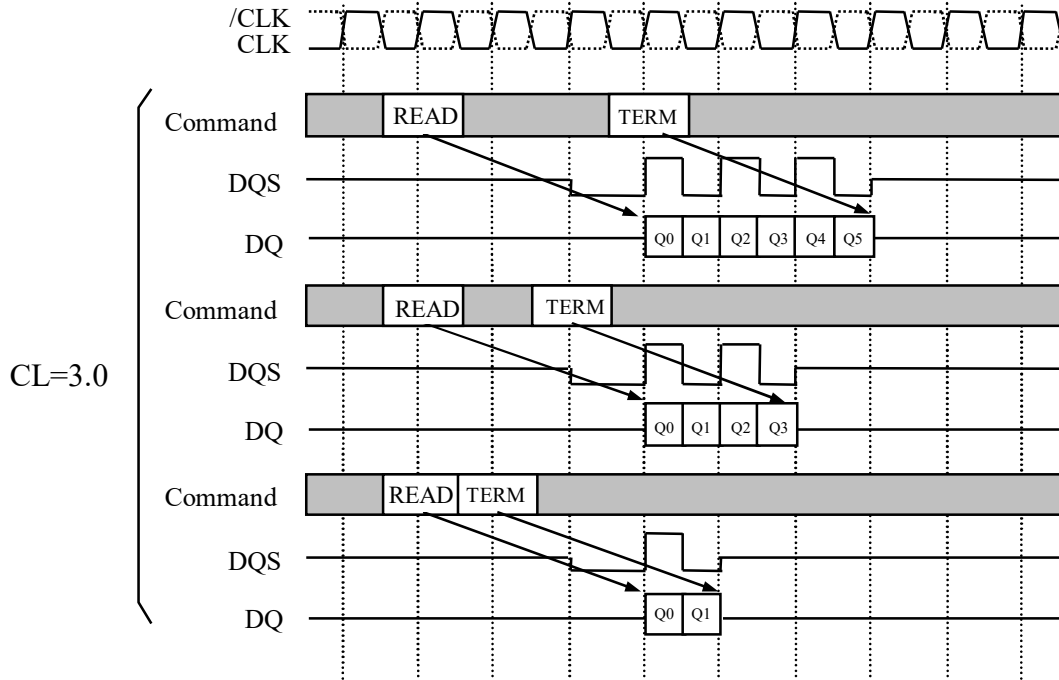 /CLK
CLK
Command READ TERM
DQS
DQ Q0 Q1 Q2 Q3 Q4 Q5
Command READ TERM
CL=3.0
DQS
DQ Q0 Q1 Q2 Q3
Command READ TERM
DQS
DQ Q0 Q1